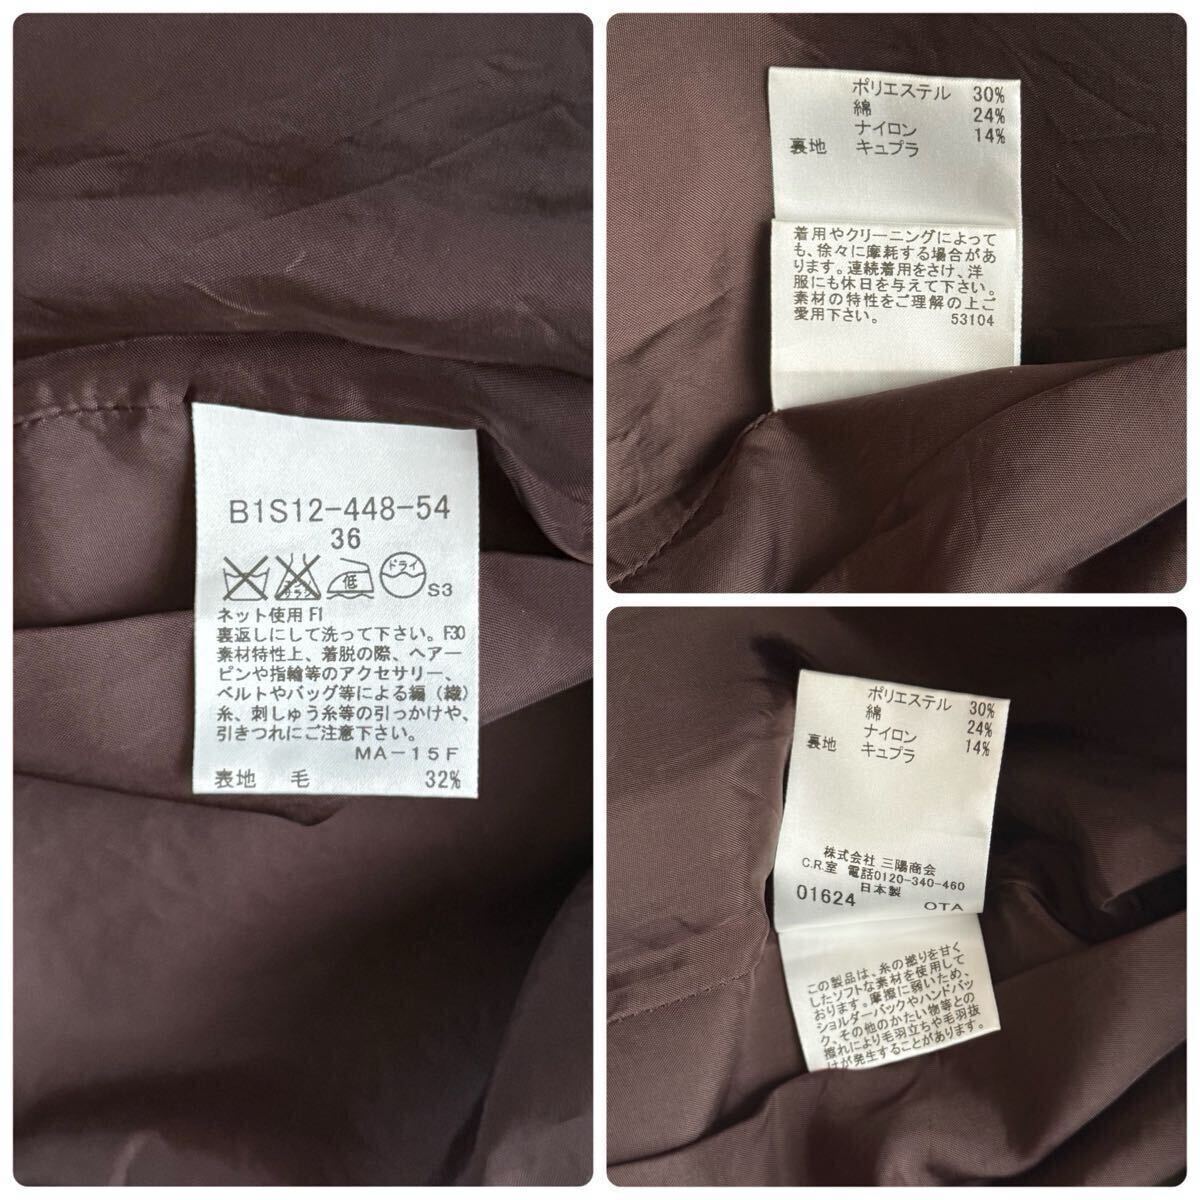 B1S12-448-54
36
エンソ
サラシ
低
ドライ
S3
ネット使用 F1
裏返しにして洗って下さい。F30
素材特性上、着脱の際、ヘアー
ピンや指輪等のアクセサリー、
ベルトやバッグ等による編（織）
糸、刺しゅう糸等の引っかけや、
引きつれにご注意下さい。
MA-15F
表地 毛 32%
ポリエステル 30%
綿 24%
ナイロン 14%
裏地 キュプラ
着用やクリーニングによって
も、徐々に摩耗する場合があ
ります。連続着用をさけ、洋
服にも休日を与えて下さい。
素材の特性をご理解の上ご
愛用下さい。 53104
ポリエステル 30%
綿 24%
ナイロン 14%
裏地 キュプラ
株式会社 三陽商会
C.R.室 電話0120-340-460
日本製
01624 OTA
この製品は、糸の撚りを甘く
したソフトな素材を使用して
おります。摩擦に弱いため、
ショルダーバックやハンドバッ
ク、その他のかたい物等との
擦れにより毛羽立ちや毛羽抜
けが発生することがあります。